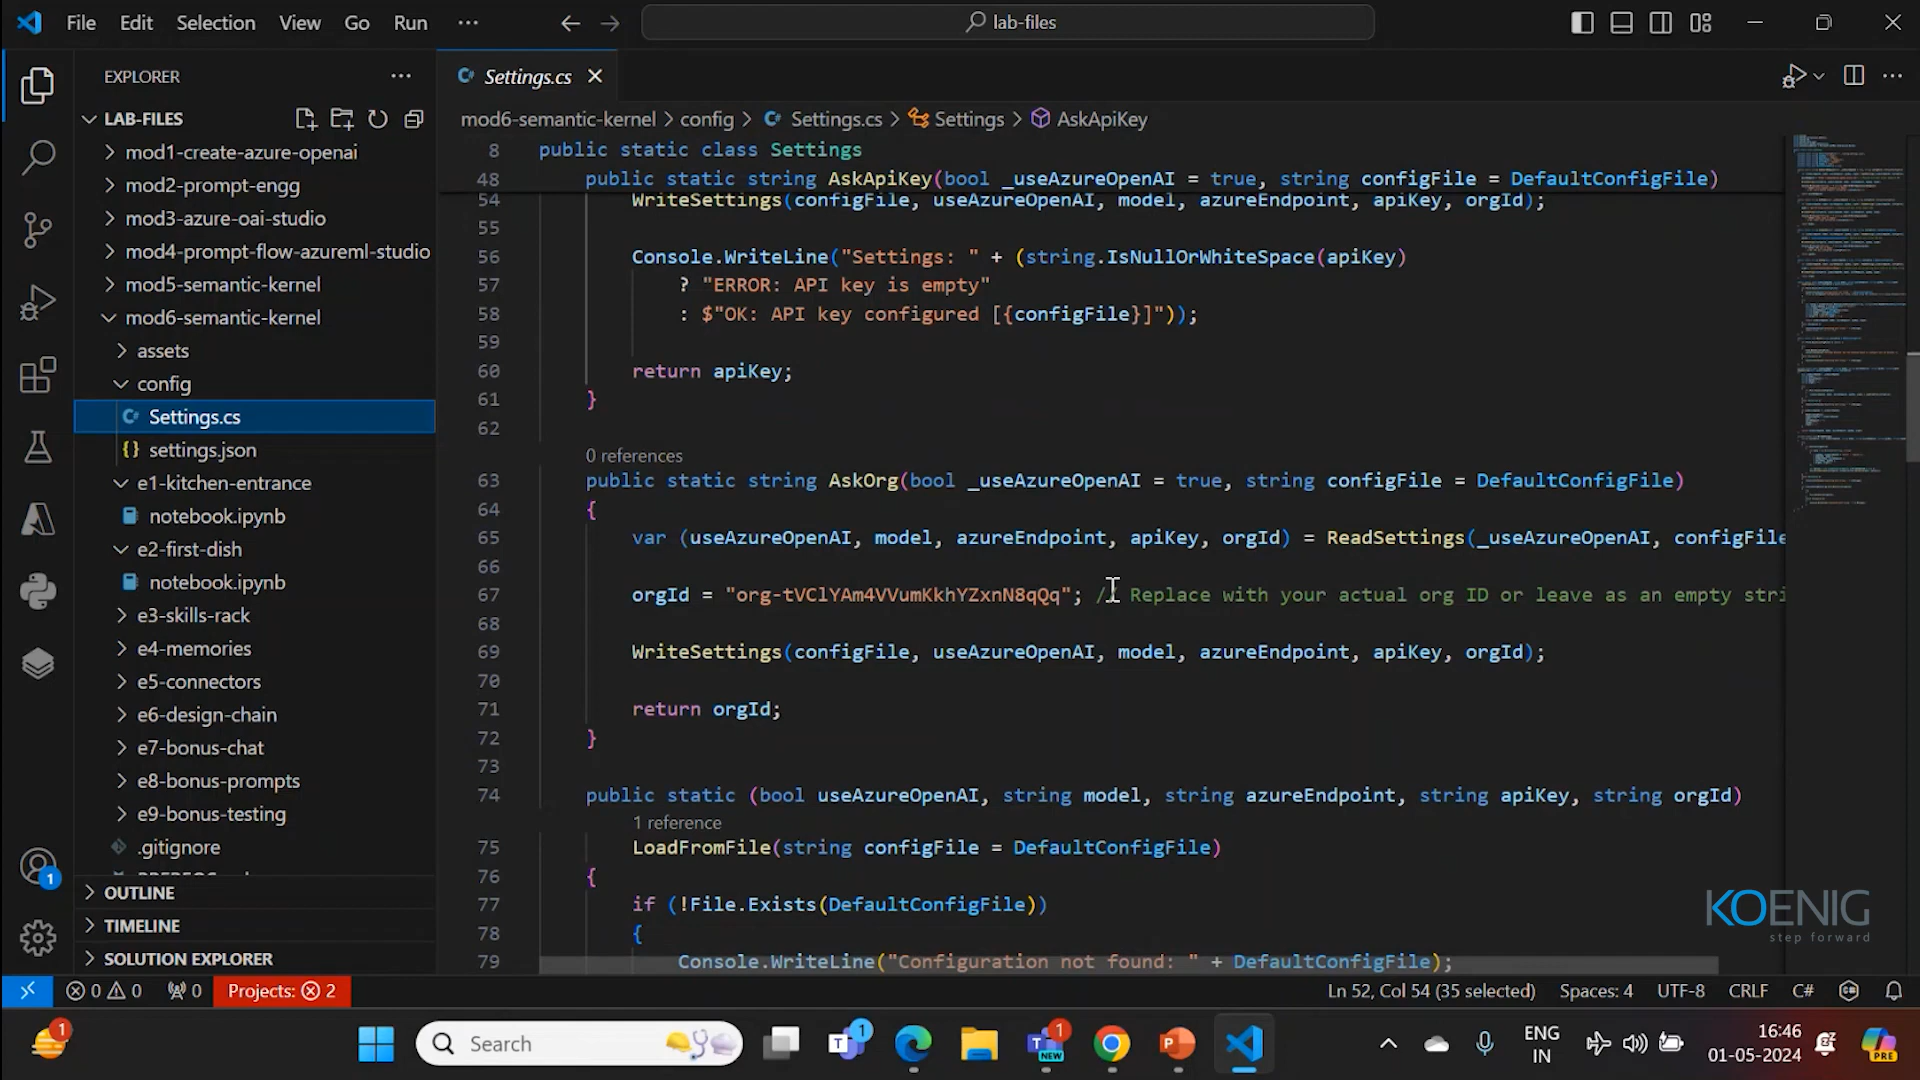 File Edit Selection View Go Run ... lab-files
EXPLORER
Settings.cs
LAB-FILES
mod6-semantic-kernel > config > Settings.cs > Settings > AskApiKey
mod1-create-azure-openai
mod2-prompt-engg
mod3-azure-oai-studio
mod4-prompt-flow-azureml-studio
mod5-semantic-kernel
mod6-semantic-kernel
assets
config
Settings.cs
settings.json
e1-kitchen-entrance
notebook.ipynb
e2-first-dish
notebook.ipynb
e3-skills-rack
e4-memories
e5-connectors
e6-design-chain
e7-bonus-chat
e8-bonus-prompts
e9-bonus-testing
.gitignore
OUTLINE
TIMELINE
SOLUTION EXPLORER
8 public static class Settings
48 public static string AskApiKey(bool _useAzureOpenAI = true, string configFile = DefaultConfigFile)
54 WriteSettings(configFile, useAzureOpenAI, model, azureEndpoint, apiKey, orgId);
55
56 Console.WriteLine("Settings: " + (string.IsNullOrWhiteSpace(apiKey)
57 ? "ERROR: API key is empty"
58 : $"OK: API key configured [{configFile}]"));
59
60 return apiKey;
61 }
62
0 references
63 public static string AskOrg(bool _useAzureOpenAI = true, string configFile = DefaultConfigFile)
64 {
65 var (useAzureOpenAI, model, azureEndpoint, apiKey, orgId) = ReadSettings(_useAzureOpenAI, configFile
66
67 orgId = "org-tVClYAm4VVumKkhYZxnN8qQq"; // Replace with your actual org ID or leave as an empty stri
68
69 WriteSettings(configFile, useAzureOpenAI, model, azureEndpoint, apiKey, orgId);
70
71 return orgId;
72 }
73
74 public static (bool useAzureOpenAI, string model, string azureEndpoint, string apiKey, string orgId)
1 reference
75 LoadFromFile(string configFile = DefaultConfigFile)
76 {
77 if (!File.Exists(DefaultConfigFile))
78 {
79 Console.WriteLine("Configuration not found: " + DefaultConfigFile);
KOENIG
step forward
1
0 0 0 Projects: 2 Ln 52, Col 54 (35 selected) Spaces: 4 UTF-8 CRLF C#
1 Search 1 1 NEW ENG IN 16:46 01-05-2024 PRE